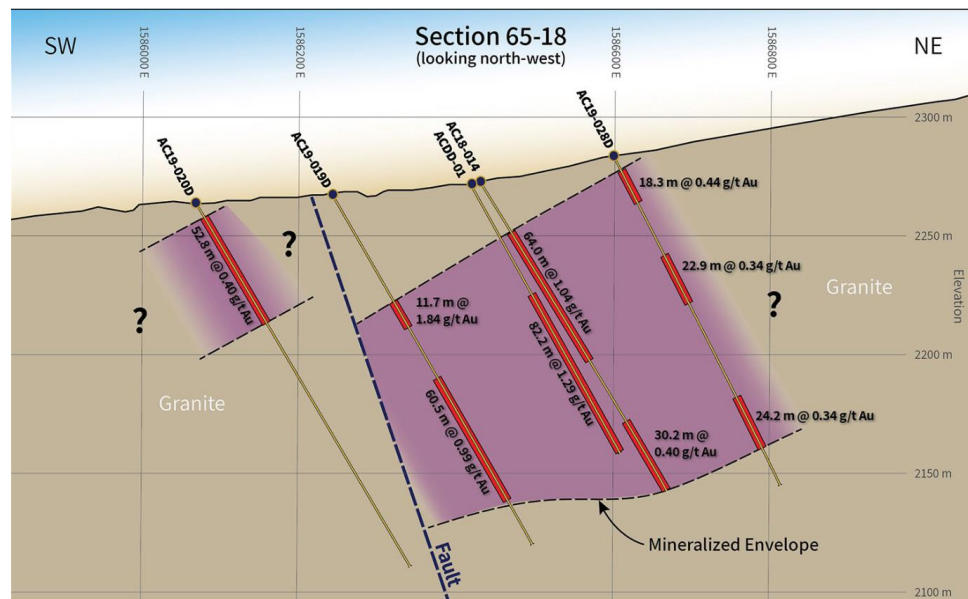 SW
Section 65-18
(looking north-west)
NE
1586000 E
1586200 E
1586600 E
1586800 E
2300 m
2250 m
2200 m
2150 m
2100 m
Elevation
AC19-020D
AC19-019D
ACDD-01
AC18-014
AC19-028D
52.8 m @ 0.40 g/t Au
11.7 m @
1.84 g/t Au
60.5 m @ 0.99 g/t Au
64.0 m @ 1.04 g/t Au
82.2 m @ 1.29 g/t Au
30.2 m @
0.40 g/t Au
18.3 m @ 0.44 g/t Au
22.9 m @ 0.34 g/t Au
24.2 m @ 0.34 g/t Au
?
?
?
Granite
Granite
Fault
Mineralized Envelope